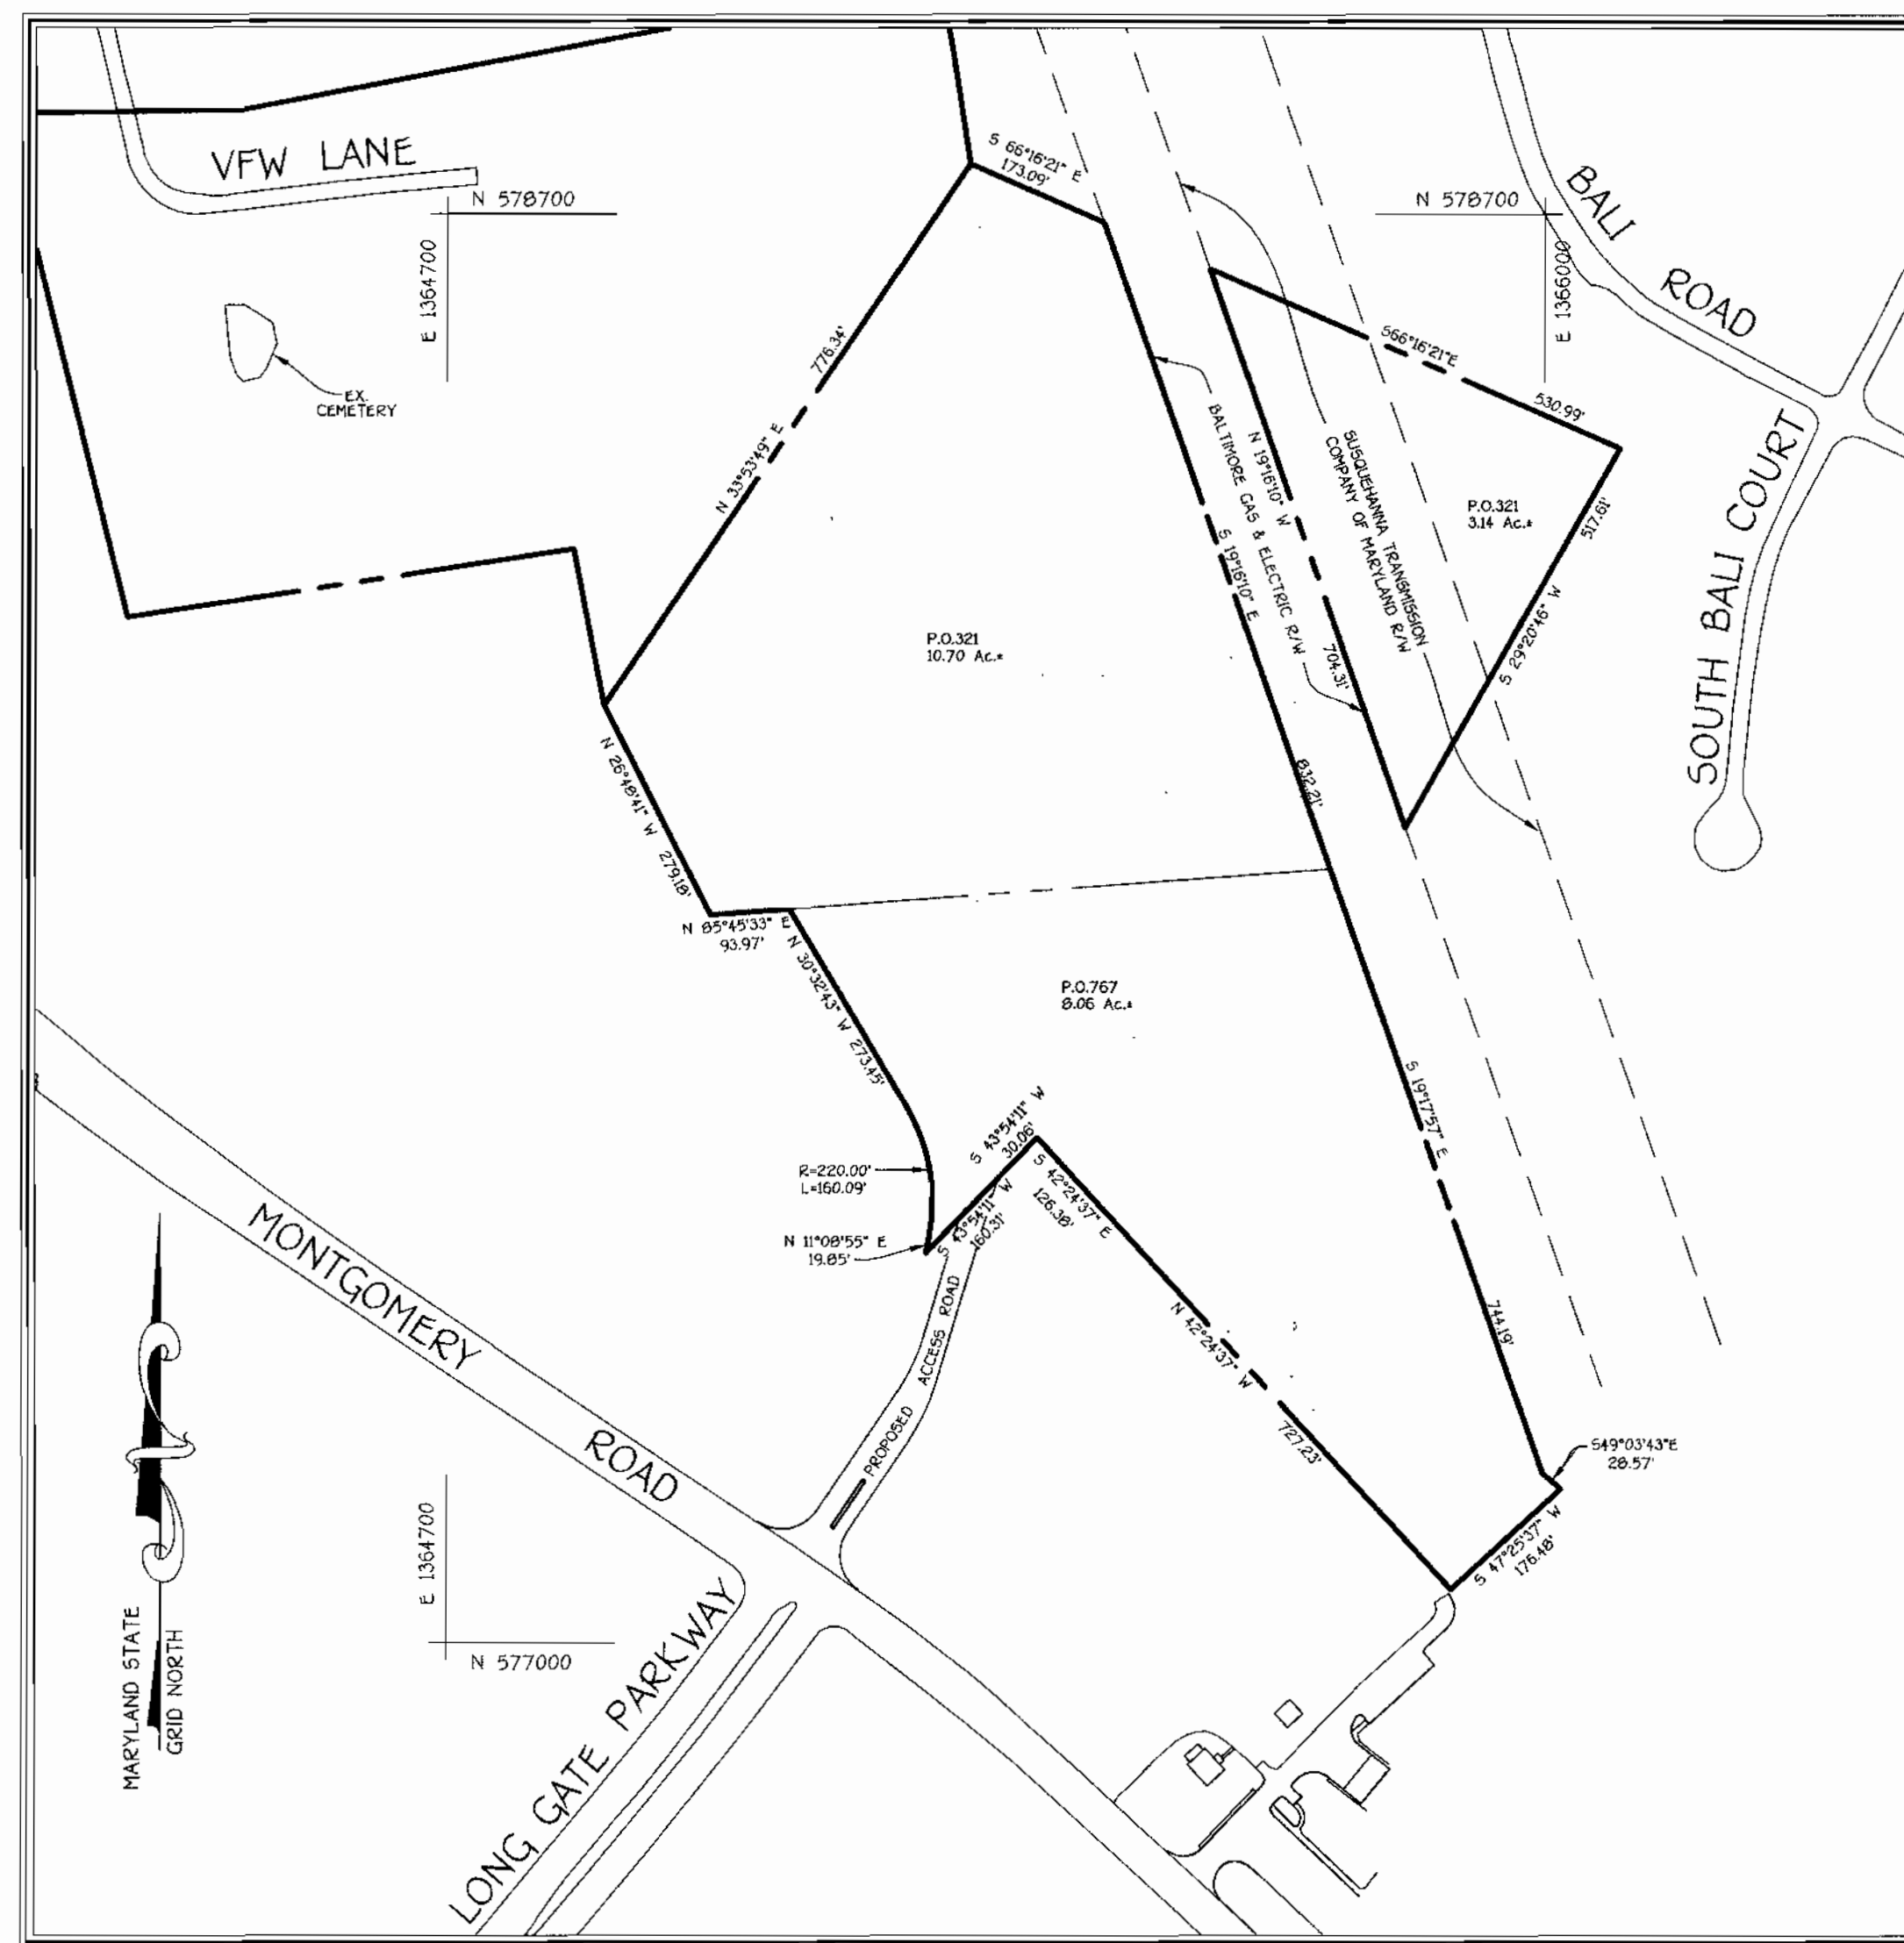 VFW LANE
N 578700
E 1364700
EX.
CEMETERY
S 66°16'21" E
173.09'
N 578700
E 1366000
BALI
ROAD
776.34'
N 33°53'49" E
S66°16'21"E
530.99'
BALTIMORE GAS & ELECTRIC R/W
N 19°16'10" W
704.31'
SUSQUEHANNA TRANSMISSION
COMPANY OF MARYLAND R/W
P.O.321
3.14 Ac.±
517.61'
S 29°20'46" W
SOUTH BALI COURT
S 19°16'10" E
832.21'
P.O.321
10.70 Ac.±
N 26°48'41" W 279.18'
N 85°45'33" E
93.97'
N 30°32'43" W 273.45'
P.O.767
8.06 Ac.±
S 19°17'57" E
744.19'
S 43°54'11" W
30.06'
S 43°54'11" W
160.31'
S 42°24'37" E
126.38'
R=220.00'
L=160.09'
N 11°08'55" E
19.85'
N 42°24'37" W
727.23'
S49°03'43"E
28.57'
S 47°25'37" W
176.48'
PROPOSED ACCESS ROAD
MONTGOMERY
ROAD
E 1364700
N 577000
LONG GATE PARKWAY
MARYLAND STATE
GRID NORTH